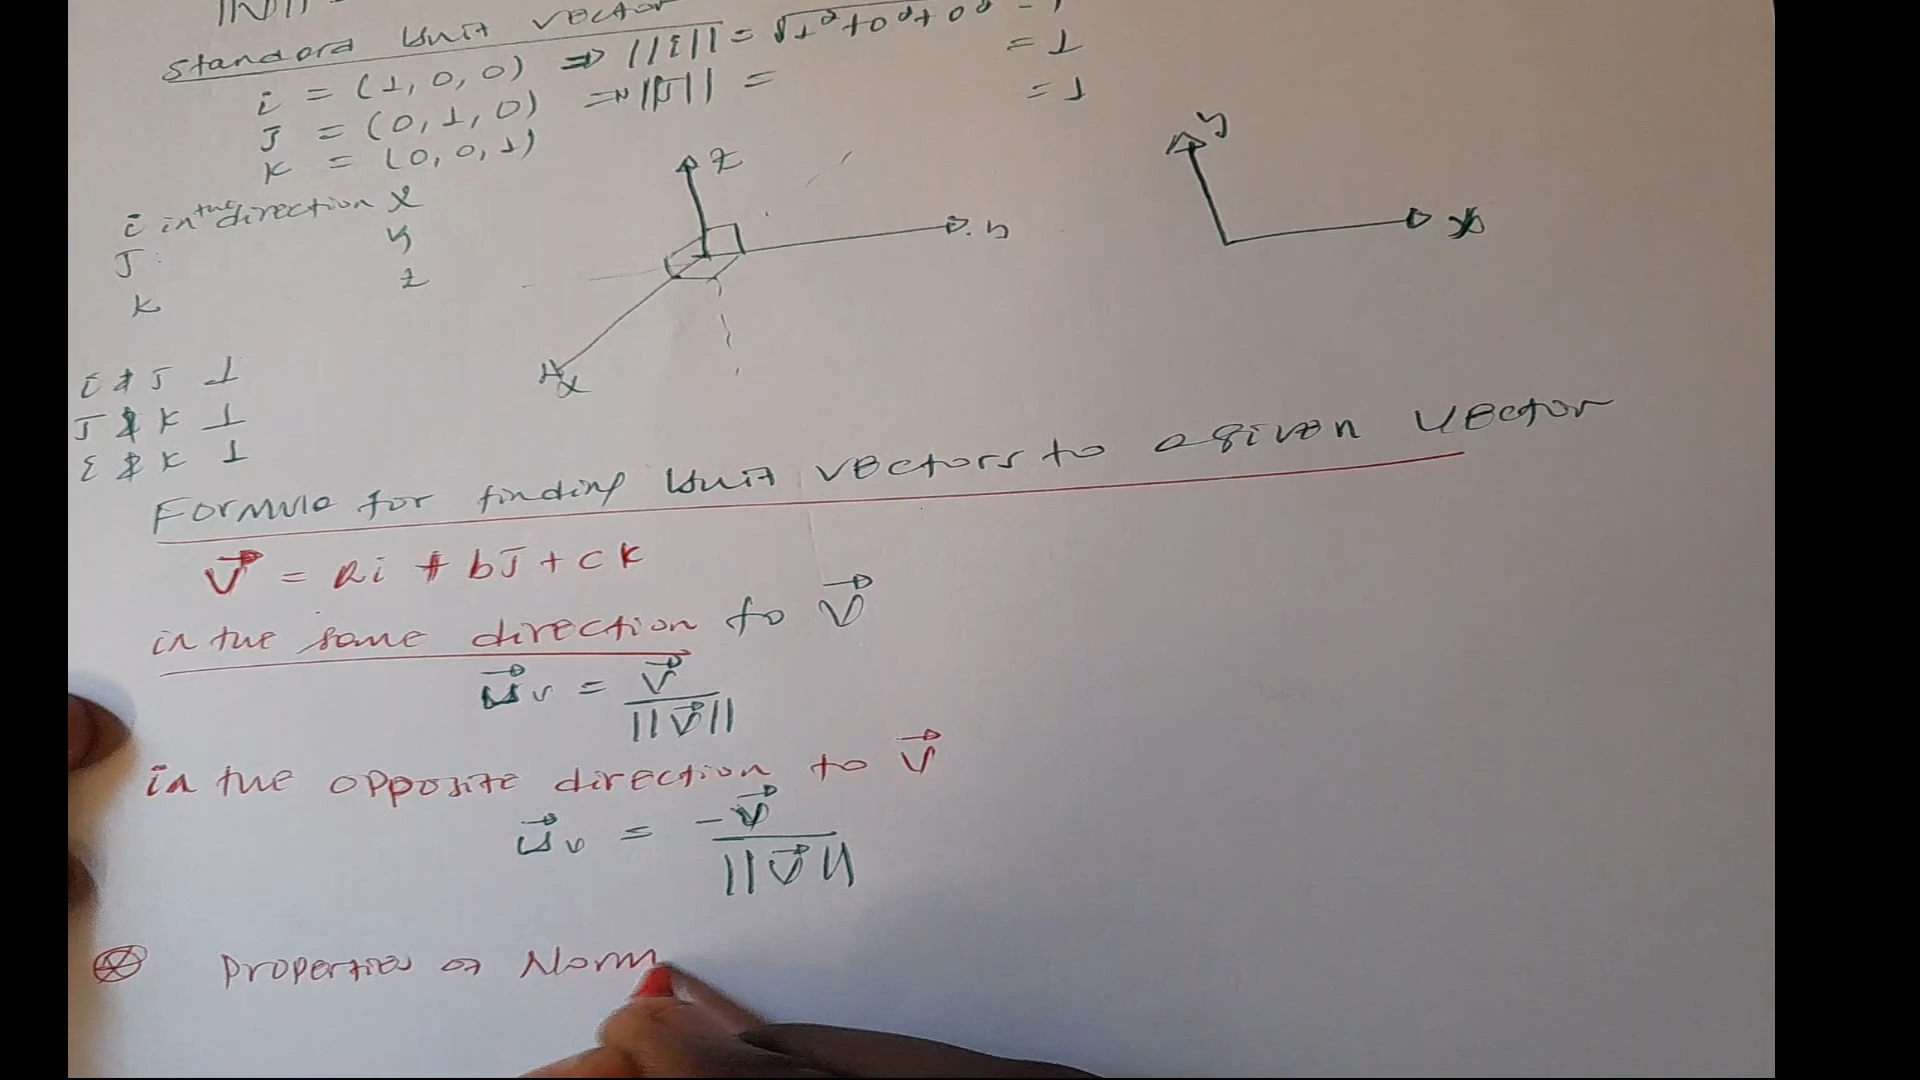 Standard Unit Vector
i = (1, 0, 0) ⇒ ||i|| = √1²+0²+0² = 1
J = (0, 1, 0) ⇒ ||J|| = = 1
K = (0, 0, 1) = 1
i in the direction X
J y
K z
z
y
x
y
x
i & J ⊥
J & K ⊥
i & K ⊥
Formula for finding Unit Vectors to a given Vector
V = ai + bJ + cK
in the same direction to V
uv = V / ||V||
in the opposite direction to V
uv = -V / ||V||
Properties of Norm